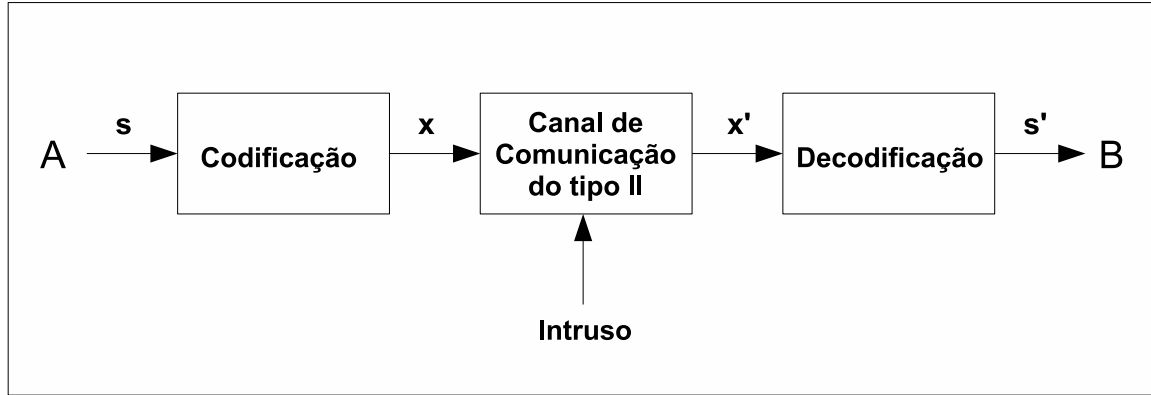 A
s
Codificação
x
Canal de
Comunicação
do tipo II
x'
Decodificação
s'
B
Intruso